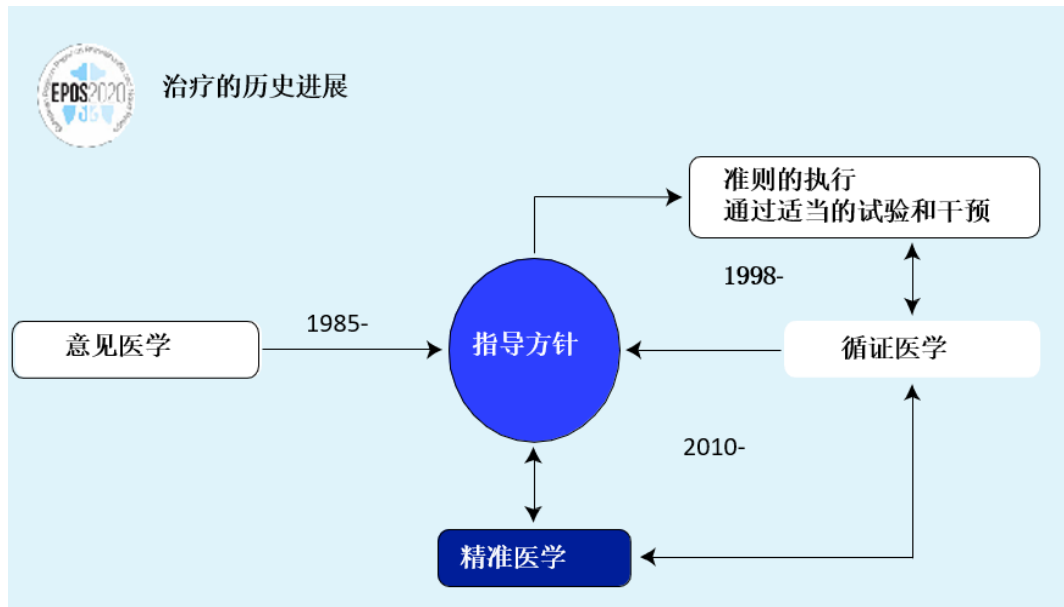 EPOS2020
治疗的历史进展
准则的执行
通过适当的试验和干预
1998-
1985-
意见医学
指导方针
循证医学
2010-
精准医学